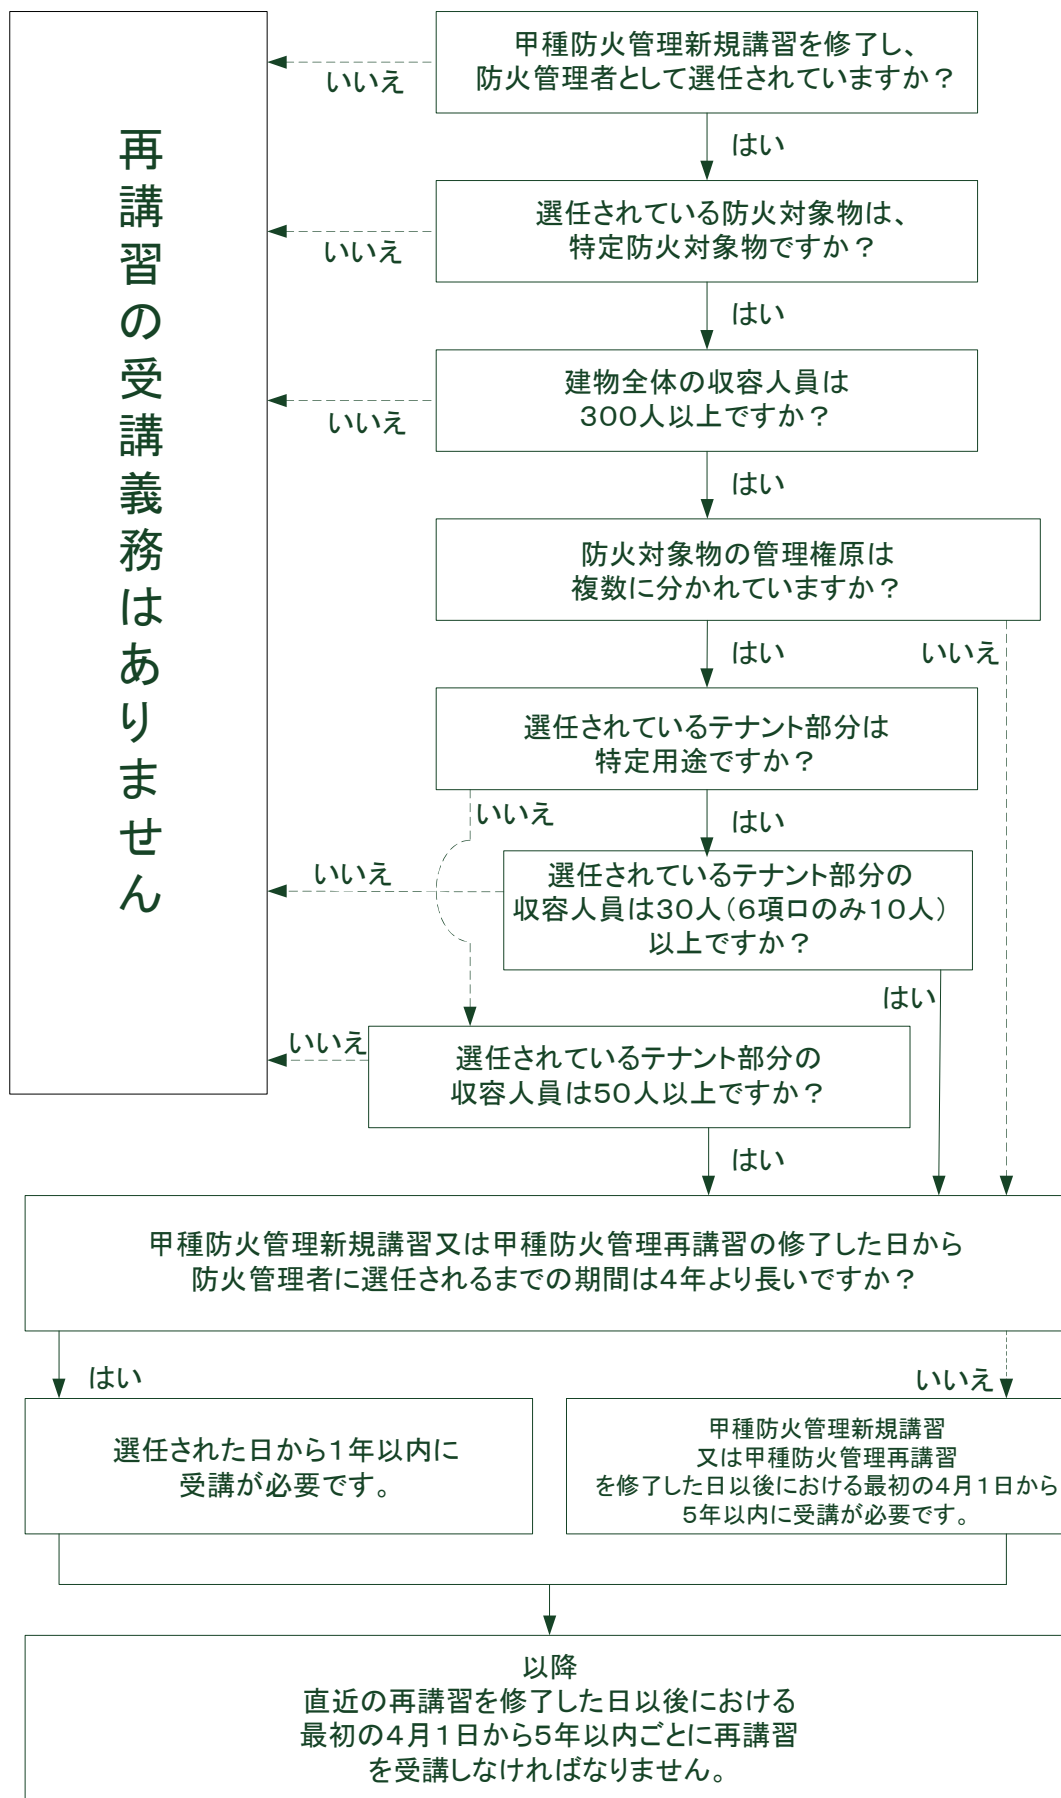 再講習の受講義務はありません
甲種防火管理新規講習を修了し、
防火管理者として選任されていますか？
いいえ
はい
選任されている防火対象物は、
特定防火対象物ですか？
いいえ
はい
建物全体の収容人員は
３００人以上ですか？
いいえ
はい
防火対象物の管理権原は
複数に分かれていますか？
はい
いいえ
選任されているテナント部分は
特定用途ですか？
いいえ
はい
選任されているテナント部分の
収容人員は３０人（６項ロのみ１０人）
以上ですか？
いいえ
はい
選任されているテナント部分の
収容人員は５０人以上ですか？
いいえ
はい
甲種防火管理新規講習又は甲種防火管理再講習の修了した日から
防火管理者に選任されるまでの期間は４年より長いですか？
はい
いいえ
選任された日から１年以内に
受講が必要です。
甲種防火管理新規講習
又は甲種防火管理再講習
を修了した日以後における最初の４月１日から
５年以内に受講が必要です。
以降
直近の再講習を修了した日以後における
最初の４月１日から５年以内ごとに再講習
を受講しなければなりません。